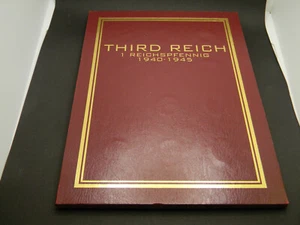 THIRD REICH
1 REICHSPFENNIG
1940-1945